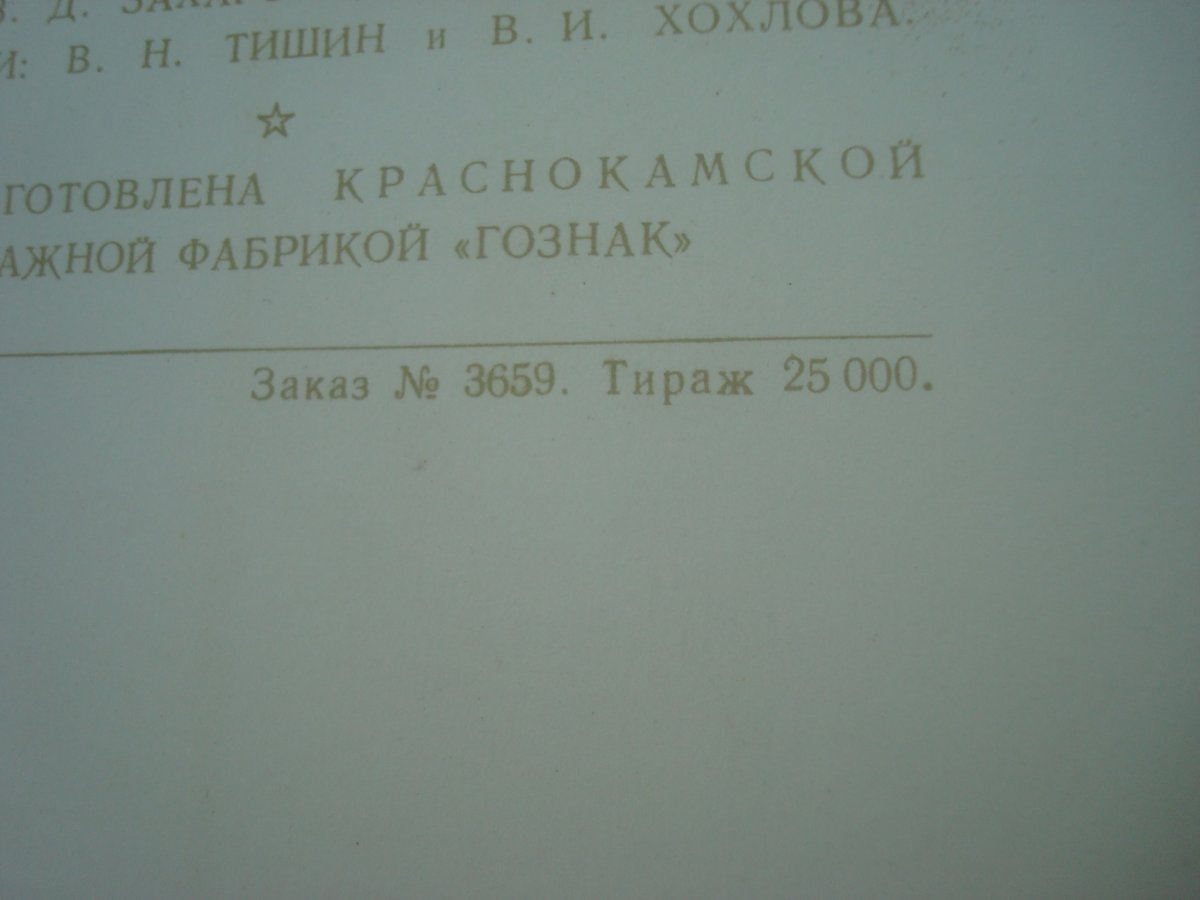 В. Д.
И: В. Н. ТИШИН и В. И. ХОХЛОВА.
ГОТОВЛЕНА КРАСНОКАМСКОЙ
АЖНОЙ ФАБРИКОЙ «ГОЗНАК»
Заказ № 3659. Тираж 25 000.